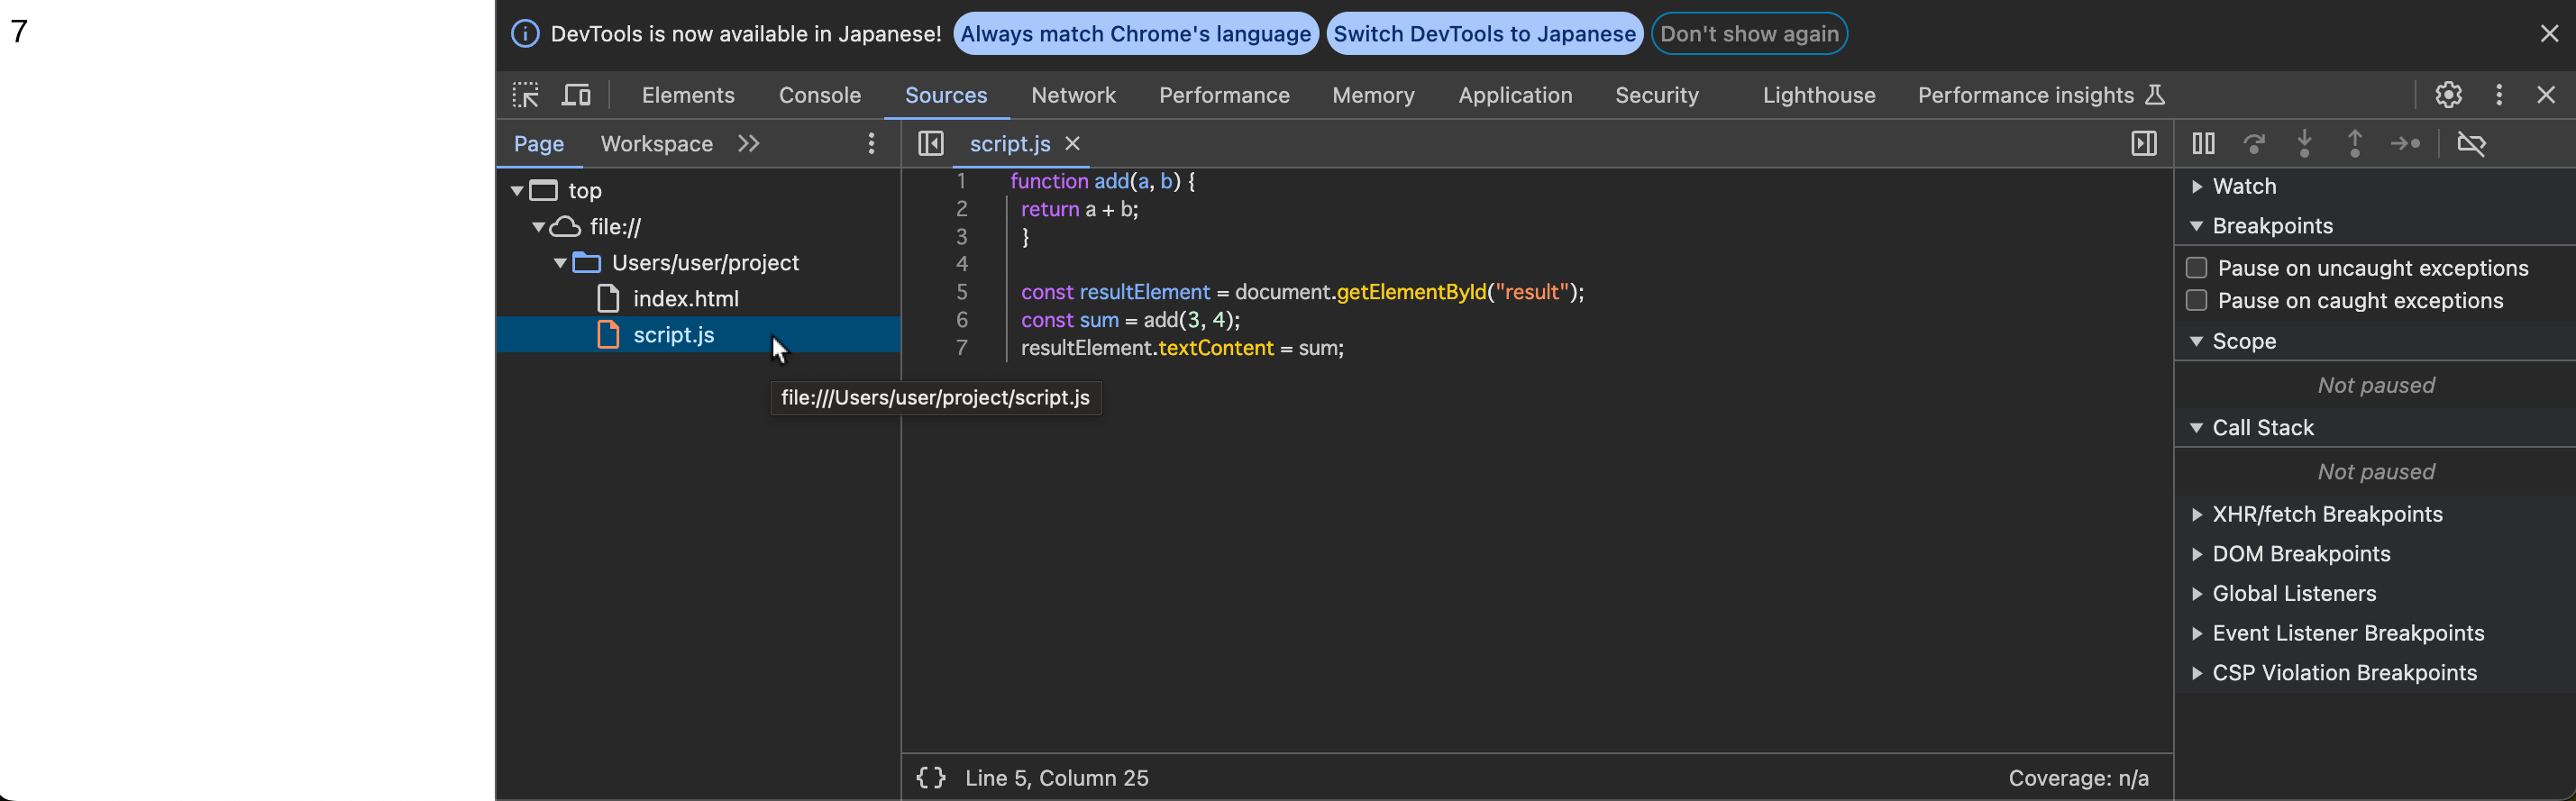 7
DevTools is now available in Japanese! Always match Chrome's language Switch DevTools to Japanese Don't show again
Elements Console Sources Network Performance Memory Application Security Lighthouse Performance insights
Page Workspace
top
file://
Users/user/project
index.html
script.js
file:///Users/user/project/script.js
script.js
1 function add(a, b) {
2 return a + b;
3 }
4
5 const resultElement = document.getElementById("result");
6 const sum = add(3, 4);
7 resultElement.textContent = sum;
{} Line 5, Column 25
Coverage: n/a
Watch
Breakpoints
Pause on uncaught exceptions
Pause on caught exceptions
Scope
Not paused
Call Stack
Not paused
XHR/fetch Breakpoints
DOM Breakpoints
Global Listeners
Event Listener Breakpoints
CSP Violation Breakpoints